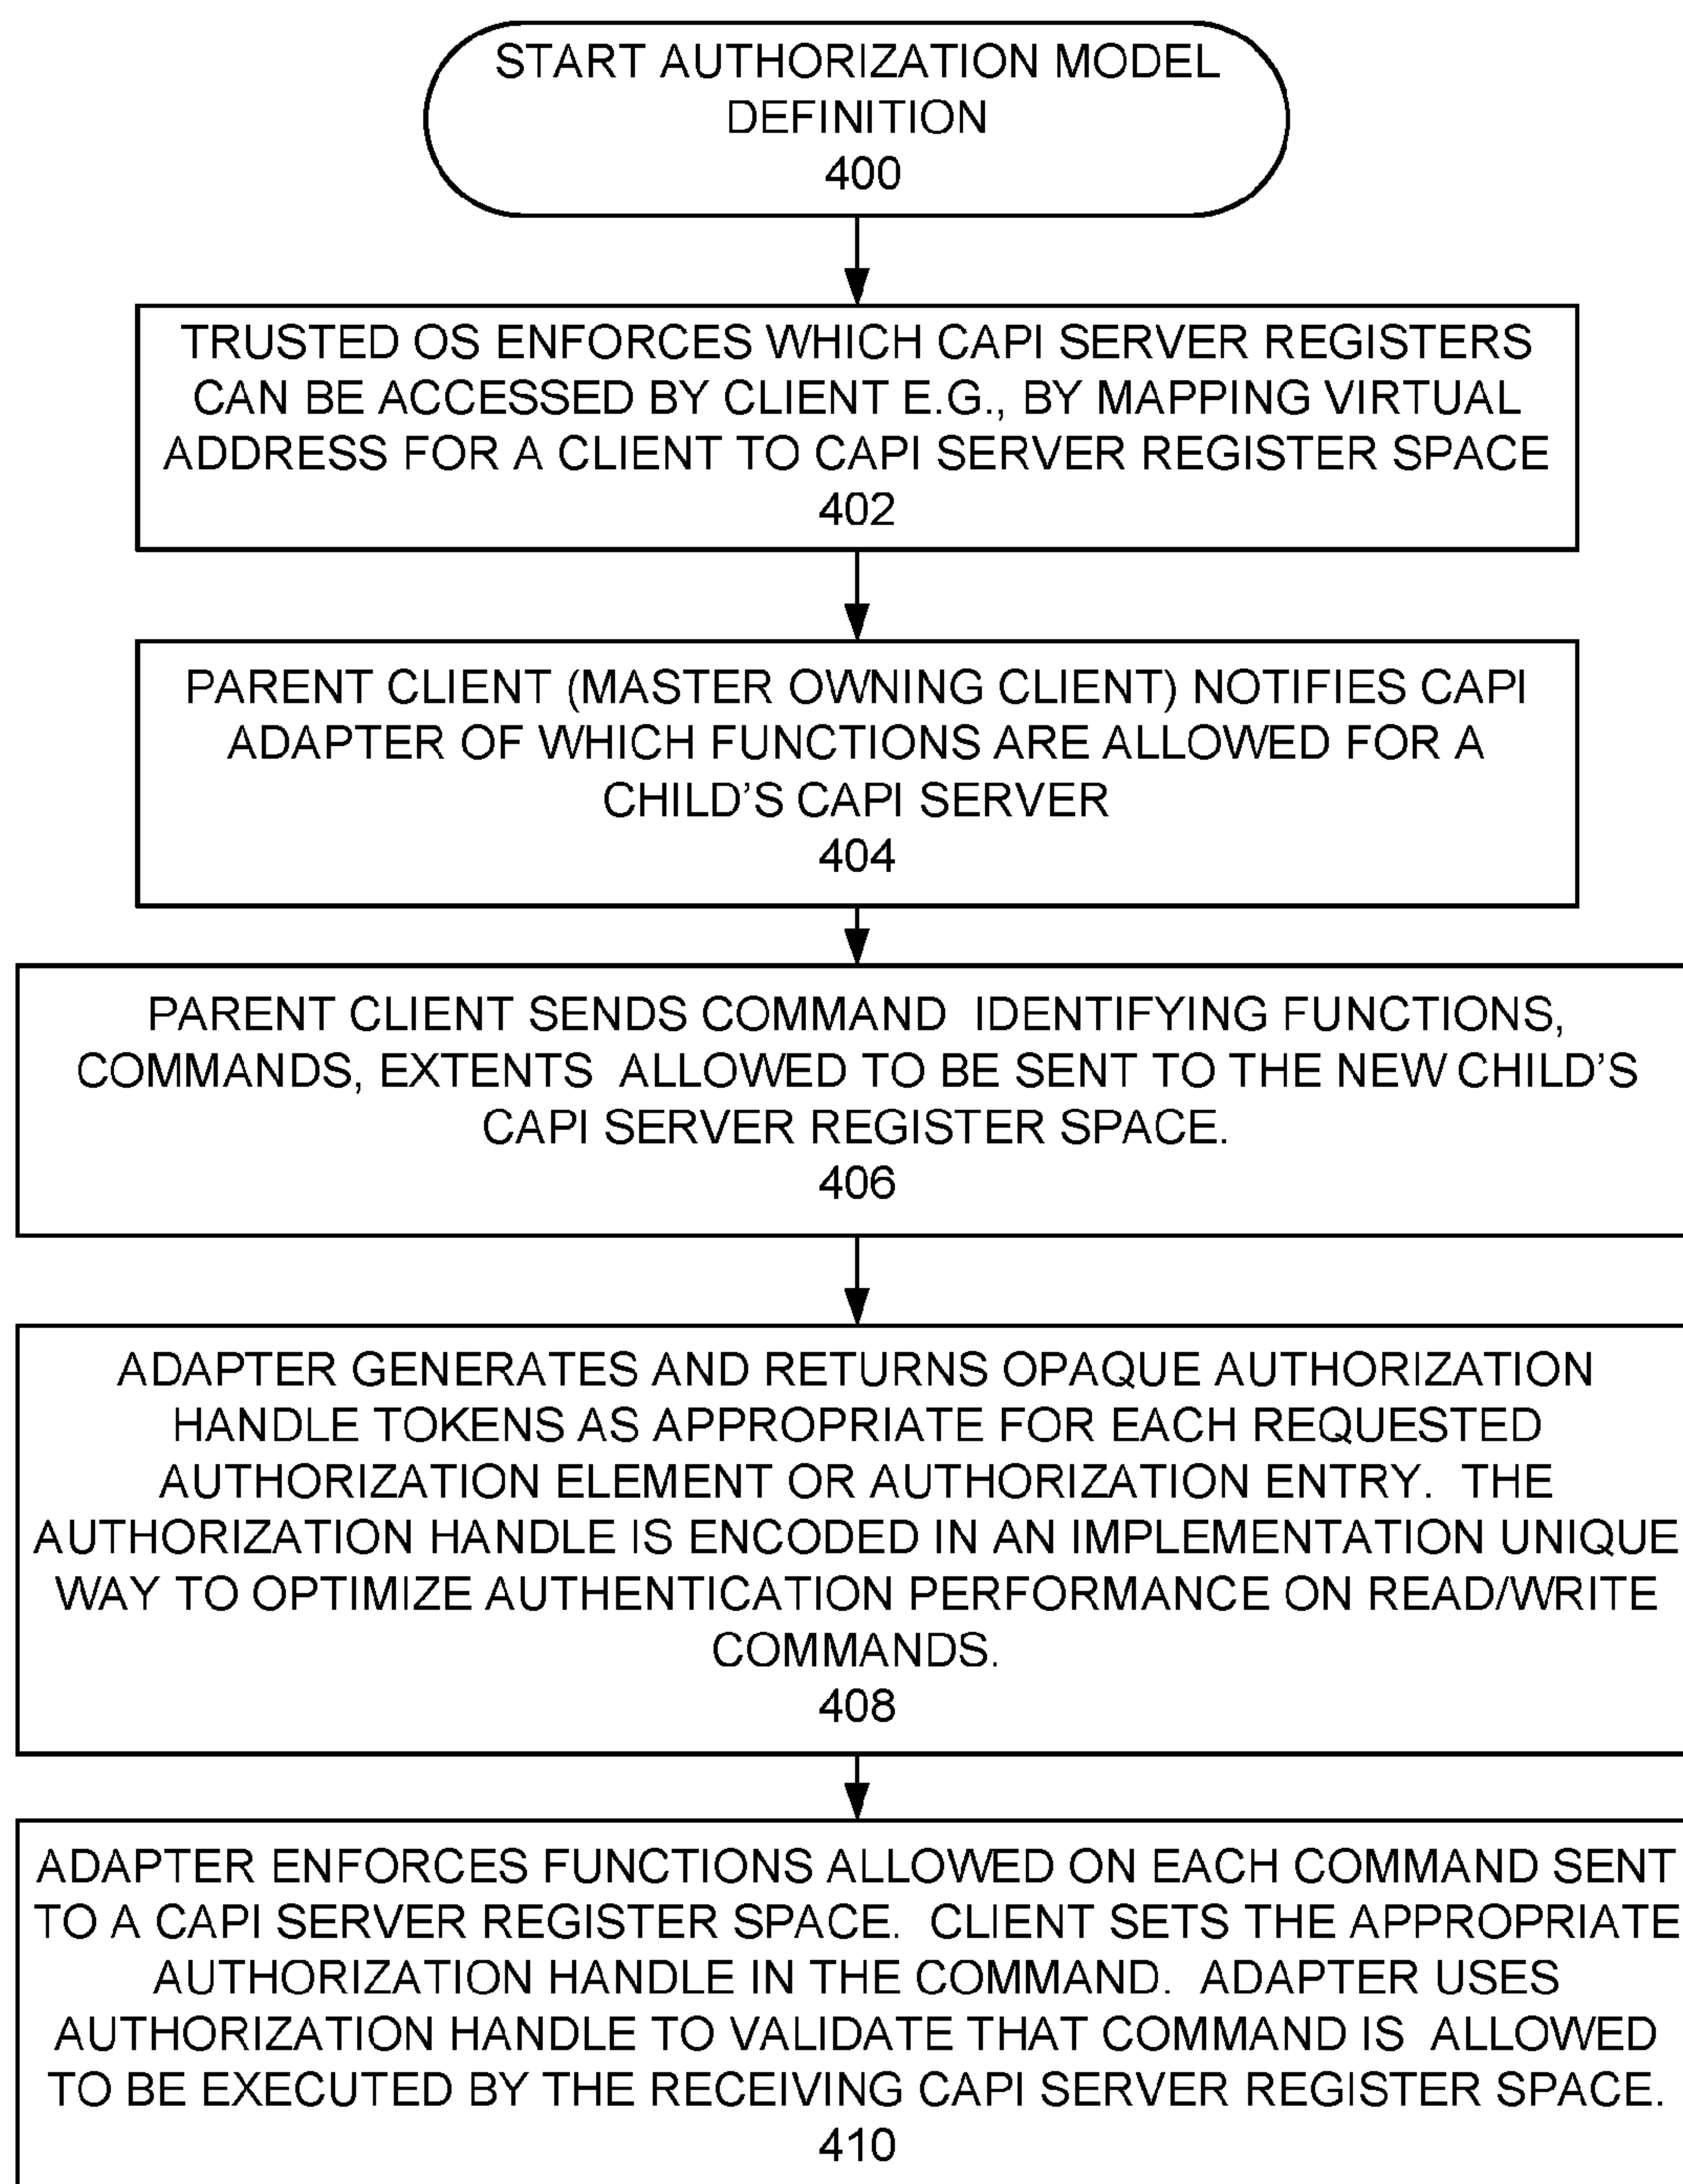 START AUTHORIZATION MODEL
DEFINITION
400
TRUSTED OS ENFORCES WHICH CAPI SERVER REGISTERS
CAN BE ACCESSED BY CLIENT E.G., BY MAPPING VIRTUAL
ADDRESS FOR A CLIENT TO CAPI SERVER REGISTER SPACE
402
PARENT CLIENT (MASTER OWNING CLIENT) NOTIFIES CAPI
ADAPTER OF WHICH FUNCTIONS ARE ALLOWED FOR A
CHILD'S CAPI SERVER
404
PARENT CLIENT SENDS COMMAND IDENTIFYING FUNCTIONS,
COMMANDS, EXTENTS ALLOWED TO BE SENT TO THE NEW CHILD'S
CAPI SERVER REGISTER SPACE.
406
ADAPTER GENERATES AND RETURNS OPAQUE AUTHORIZATION
HANDLE TOKENS AS APPROPRIATE FOR EACH REQUESTED
AUTHORIZATION ELEMENT OR AUTHORIZATION ENTRY. THE
AUTHORIZATION HANDLE IS ENCODED IN AN IMPLEMENTATION UNIQUE
WAY TO OPTIMIZE AUTHENTICATION PERFORMANCE ON READ/WRITE
COMMANDS.
408
ADAPTER ENFORCES FUNCTIONS ALLOWED ON EACH COMMAND SENT
TO A CAPI SERVER REGISTER SPACE. CLIENT SETS THE APPROPRIATE
AUTHORIZATION HANDLE IN THE COMMAND. ADAPTER USES
AUTHORIZATION HANDLE TO VALIDATE THAT COMMAND IS ALLOWED
TO BE EXECUTED BY THE RECEIVING CAPI SERVER REGISTER SPACE.
410